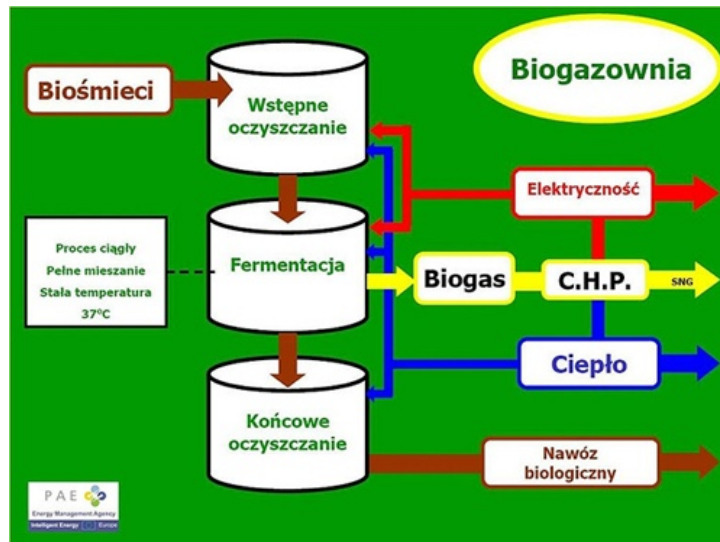 Biogazownia
Biośmieci
Wstępne
oczyszczanie
Elektryczność
Proces ciągły
Pełne mieszanie
Stała temperatura
37⁰C
Fermentacja
Biogas
C.H.P.
SNG
Ciepło
Końcowe
oczyszczanie
Nawóz
biologiczny
PAE
Energy Management Agency
Intelligent Energy Europe